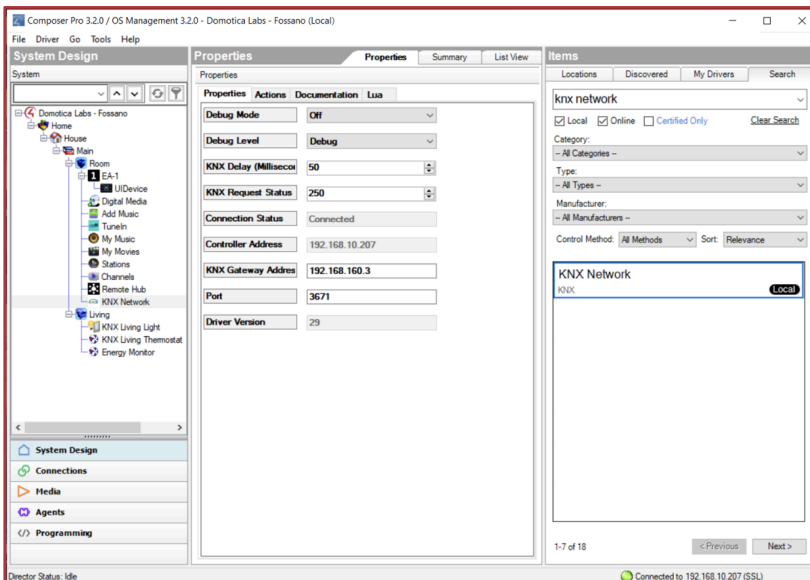 Composer Pro 3.2.0 / OS Management 3.2.0 - Domotica Labs - Fossano (Local)
File Driver Go Tools Help
System Design
System
Domotica Labs - Fossano
Home
House
Main
Room
1 EA-1
UIDevice
Digital Media
Add Music
TuneIn
My Music
My Movies
Stations
Channels
Remote Hub
KNX Network
Living
KNX Living Light
KNX Living Thermostat
Energy Monitor
System Design
Connections
Media
Agents
Programming
Properties
Properties Summary List View
Properties
Properties Actions Documentation Lua
Debug Mode Off
Debug Level Debug
KNX Delay (Millisecon 50
KNX Request Status 250
Connection Status Connected
Controller Address 192.168.10.207
KNX Gateway Addres 192.168.160.3
Port 3671
Driver Version 29
Items
Locations Discovered My Drivers Search
knx network
Local Online Certified Only Clear Search
Category:
-- All Categories --
Type:
-- All Types --
Manufacturer:
-- All Manufacturers --
Control Method: All Methods Sort: Relevance
KNX Network
KNX Local
1-7 of 18 < Previous Next >
Director Status: Idle Connected to 192.168.10.207 (SSL)